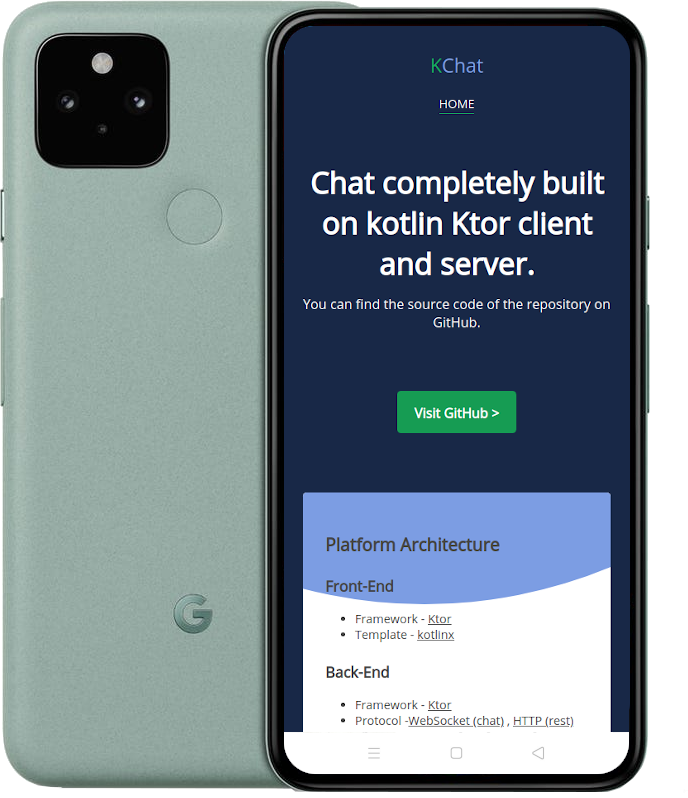 KChat
HOME
Chat completely built
on kotlin Ktor client
and server.
You can find the source code of the repository on
GitHub.
Visit GitHub >
Platform Architecture
Front-End
Framework - Ktor
Template - kotlinx
Back-End
Framework - Ktor
Protocol -WebSocket (chat) , HTTP (rest)
G